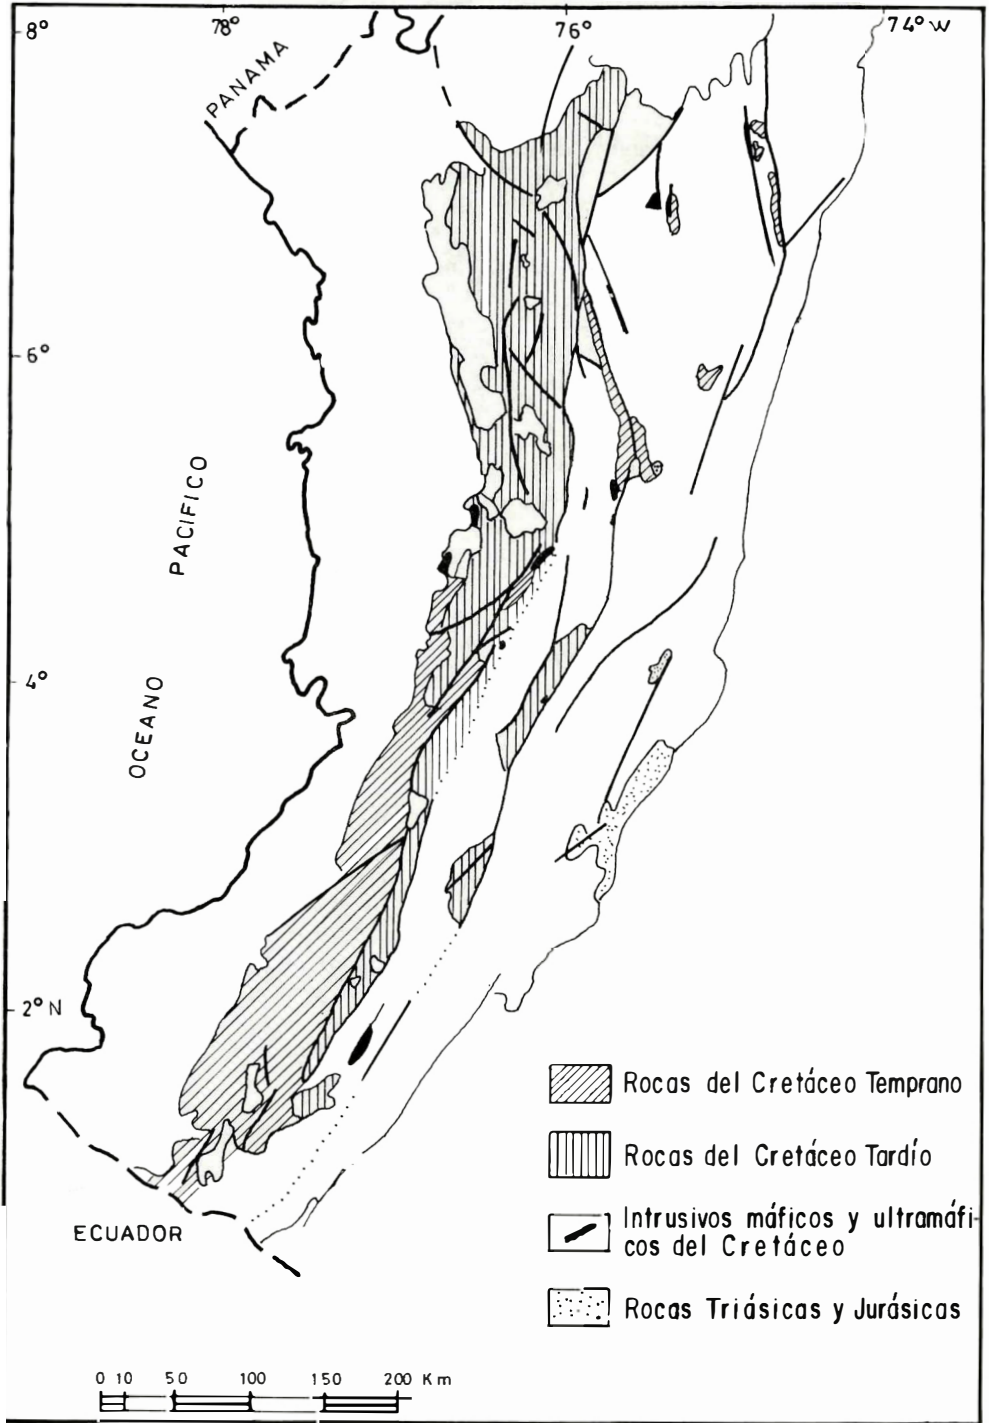 8°
78°
76°
74°W
PANAMA
6°
PACIFICO
4°
OCEANO
2°N
Rocas del Cretáceo Temprano
Rocas del Cretáceo Tardío
Intrusivos máficos y ultramáfi-
cos del Cretáceo
ECUADOR
Rocas Triásicas y Jurásicas
0 10 50 100 150 200 Km